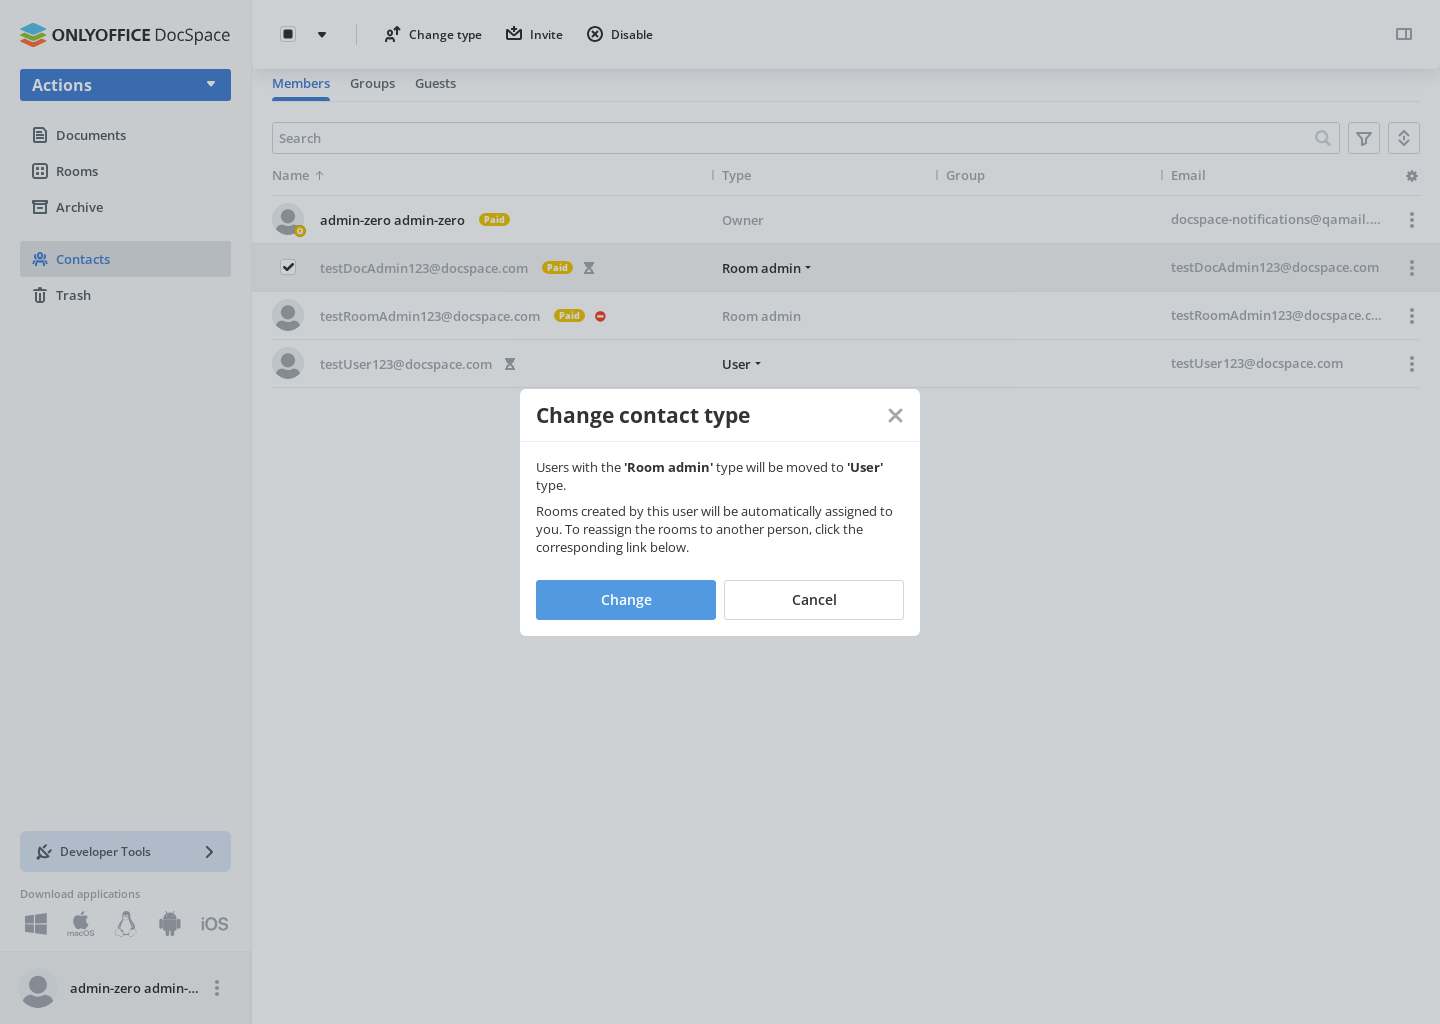 ONLYOFFICE DocSpace
Change type
Invite
Disable
Actions
Members
Groups
Guests
Documents
Rooms
Archive
Contacts
Trash
Search
Name
Type
Group
Email
admin-zero admin-zero
Paid
Owner
docspace-notifications@qamail....
testDocAdmin123@docspace.com
Paid
Room admin
testDocAdmin123@docspace.com
testRoomAdmin123@docspace.com
Paid
Room admin
testRoomAdmin123@docspace.c...
testUser123@docspace.com
User
testUser123@docspace.com
Change contact type
Users with the 'Room admin' type will be moved to 'User'
type.
Rooms created by this user will be automatically assigned to
you. To reassign the rooms to another person, click the
corresponding link below.
Change
Cancel
Developer Tools
Download applications
macOS
iOS
admin-zero admin-...